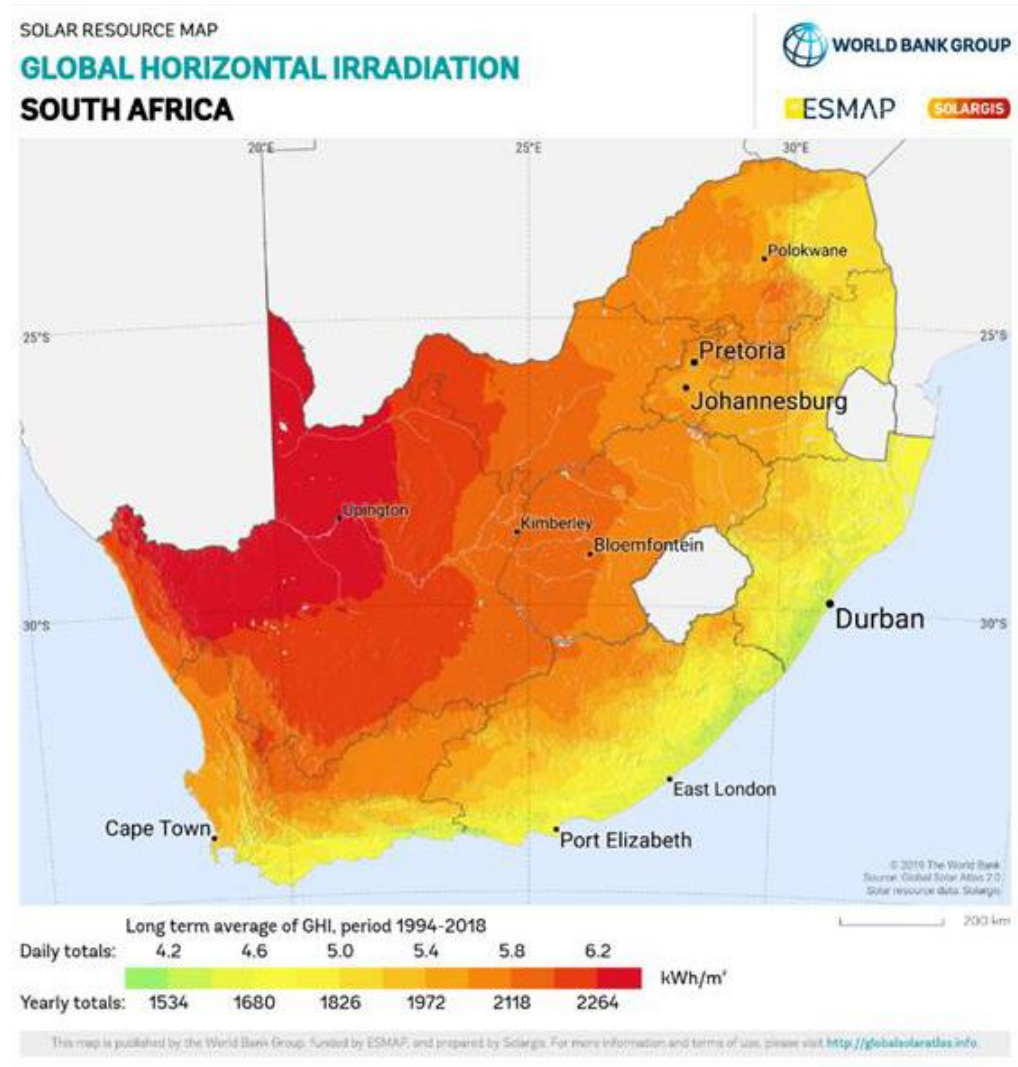 SOLAR RESOURCE MAP
GLOBAL HORIZONTAL IRRADIATION
SOUTH AFRICA
WORLD BANK GROUP
ESMAP
SOLARGIS
20°E
25°E
30°E
Polokwane
25°S
25°S
Pretoria
Johannesburg
Upington
Kimberley
Bloemfontein
Durban
30°S
30°S
East London
Cape Town
Port Elizabeth
© 2019 The World Bank
Source: Global Solar Atlas 2.0
Solar resource data: Solargis
200 km
Long term average of GHI, period 1994-2018
Daily totals: 4.2 4.6 5.0 5.4 5.8 6.2
kWh/m²
Yearly totals: 1534 1680 1826 1972 2118 2264
This map is published by the World Bank Group, funded by ESMAP, and prepared by Solargis. For more information and terms of use, please visit http://globalsolaratlas.info.